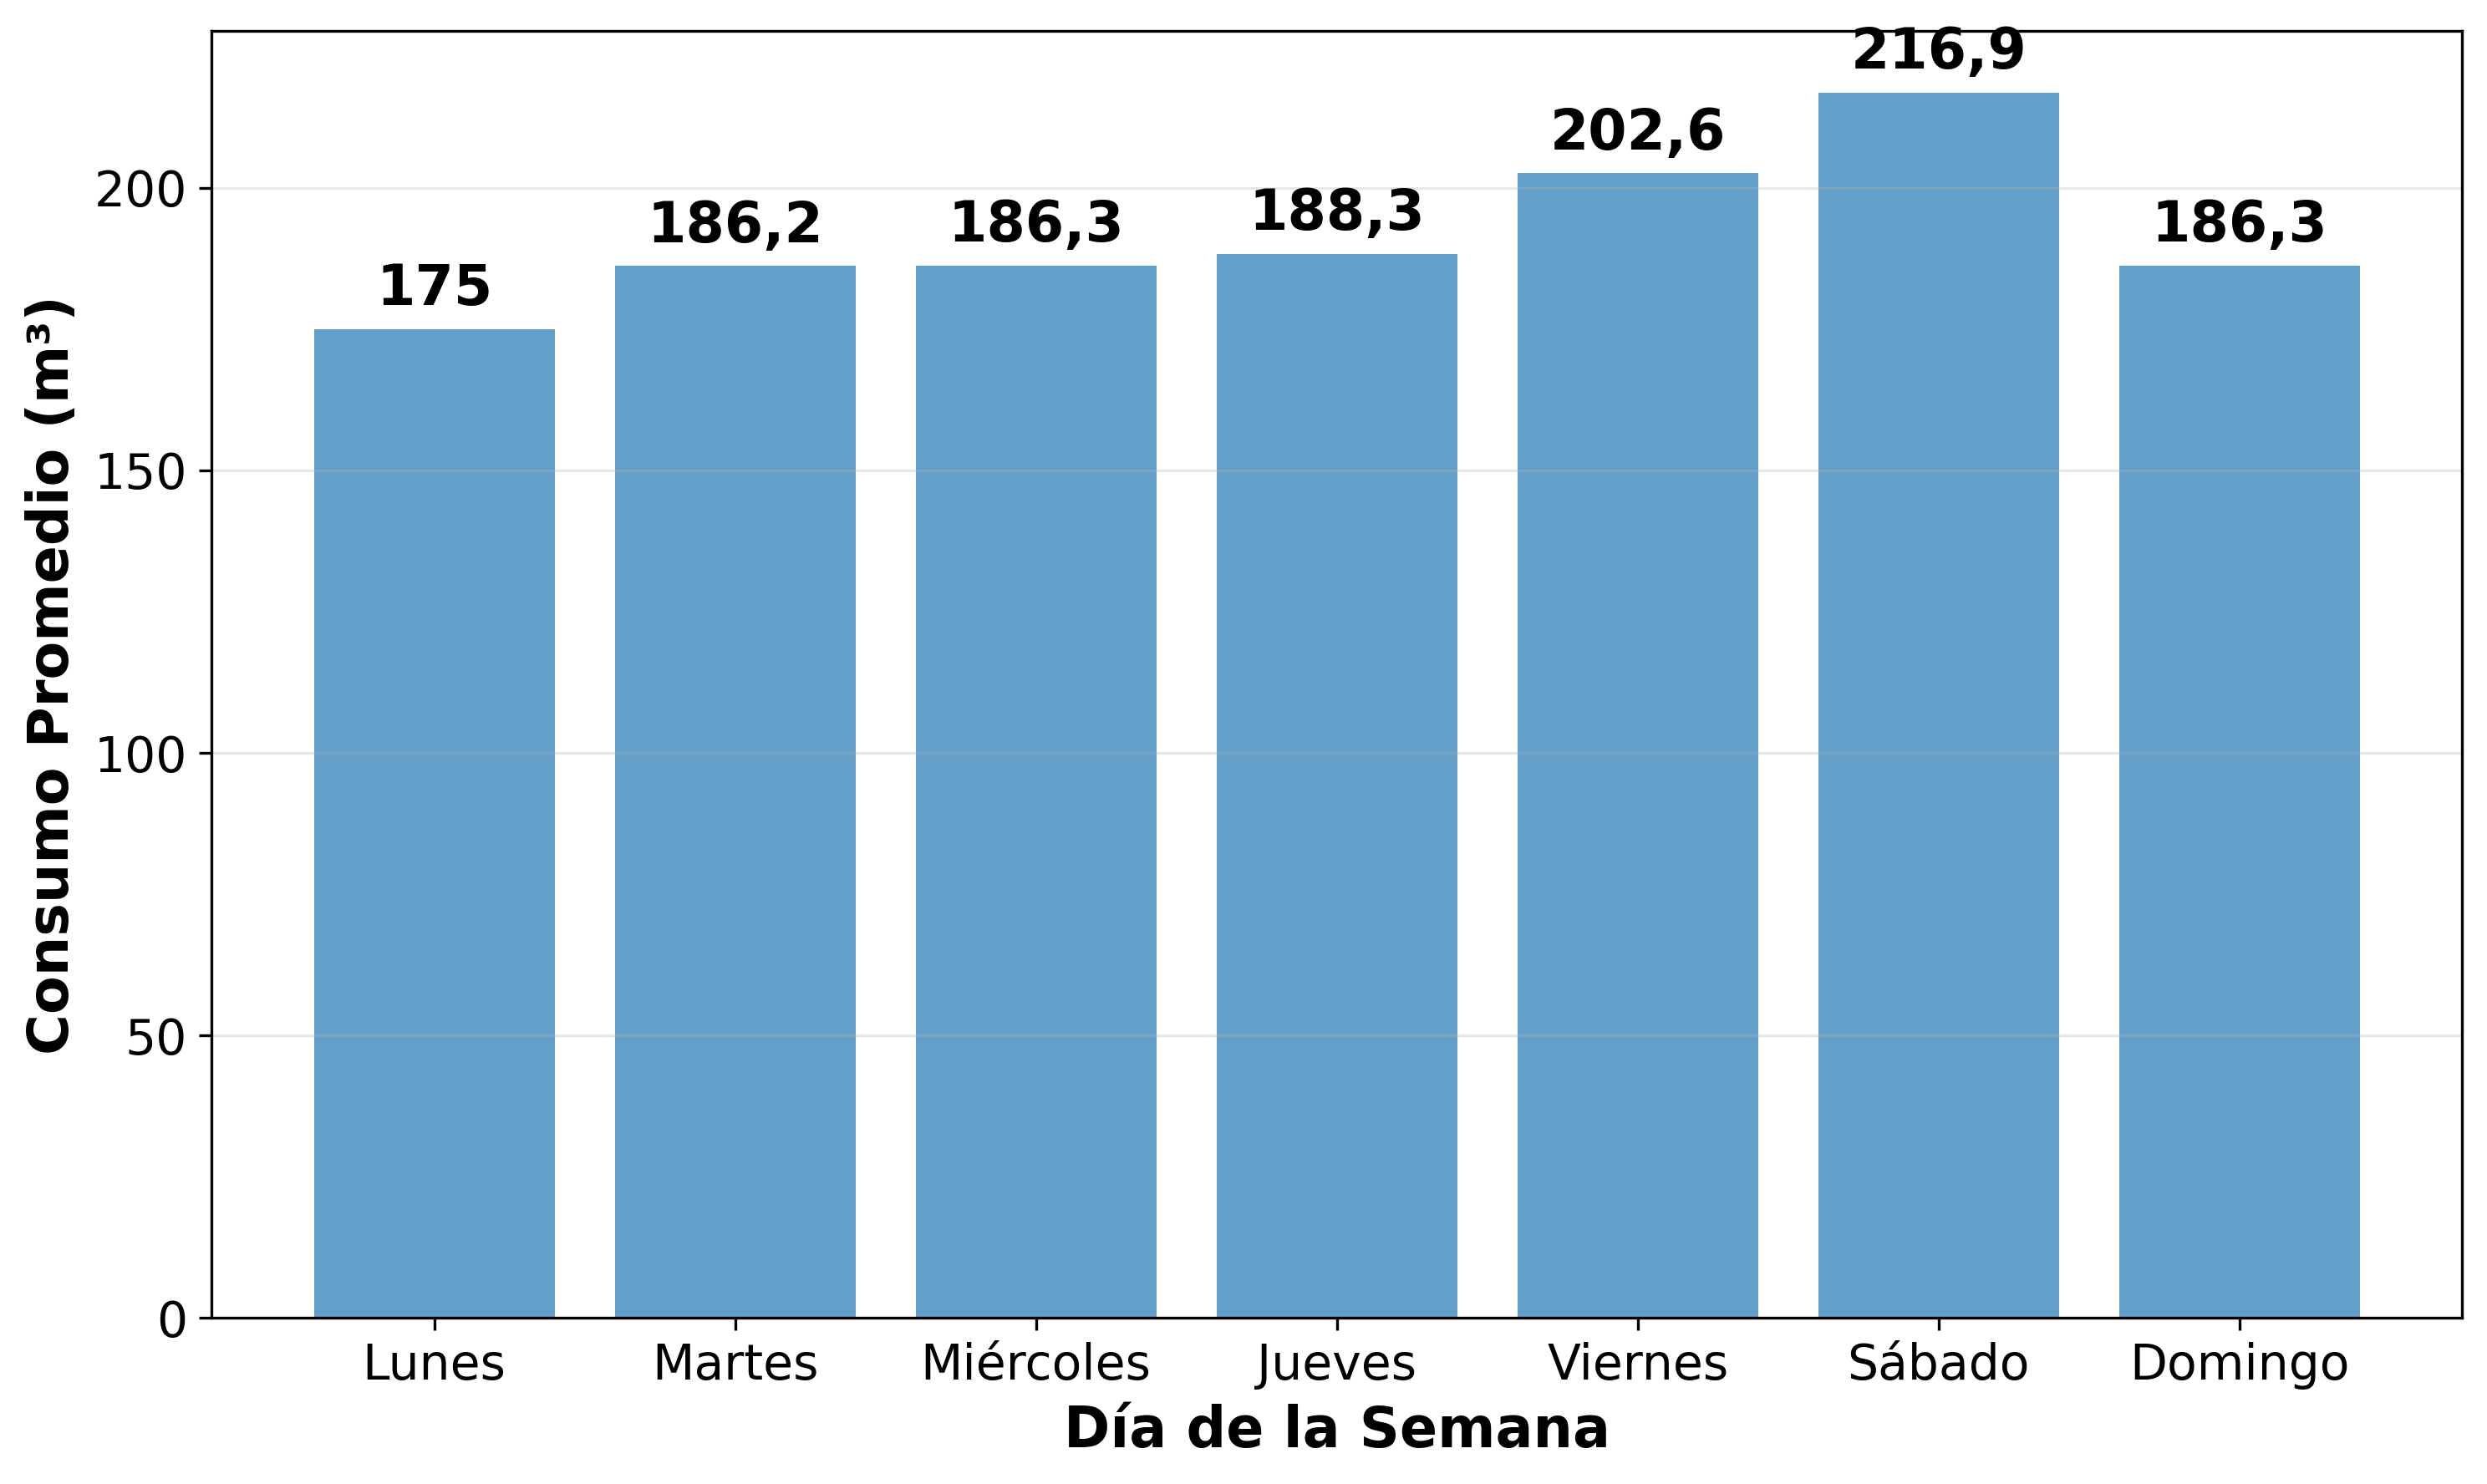 216,9
202,6
186,2
186,3
188,3
186,3
175
200
150
100
50
0
Consumo Promedio (m³)
Lunes
Martes
Miércoles
Jueves
Viernes
Sábado
Domingo
Día de la Semana